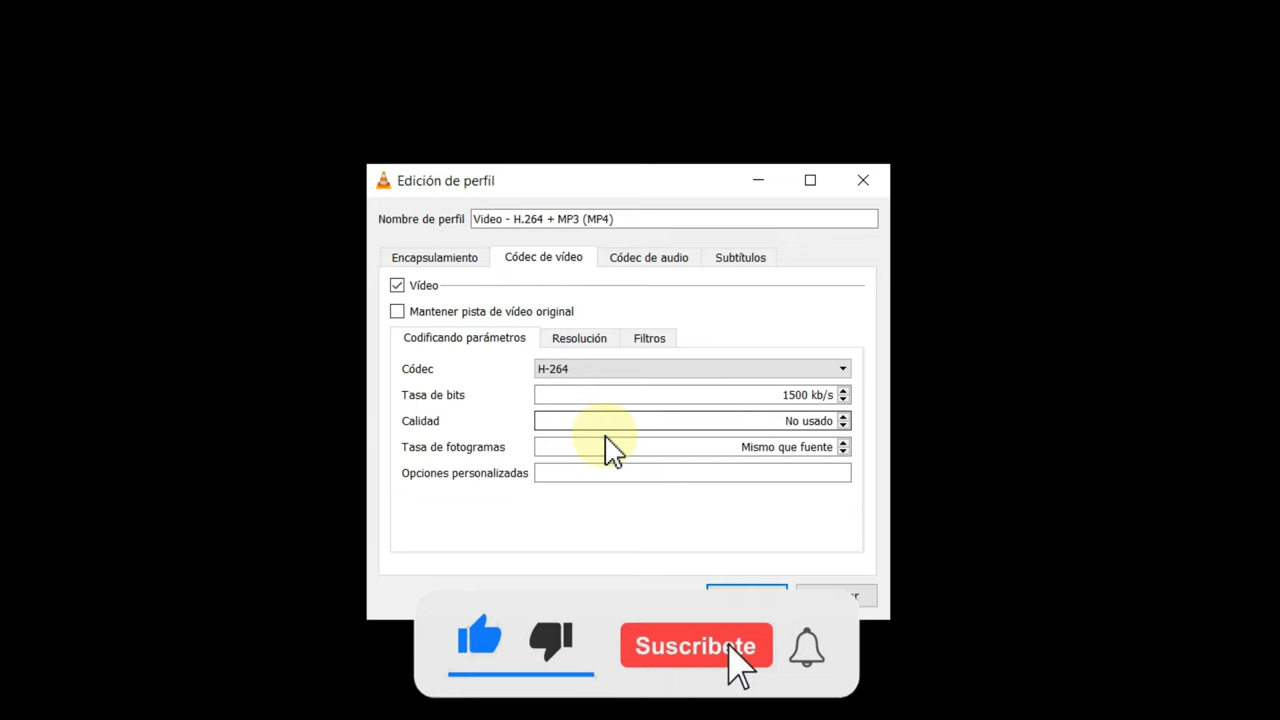 Edición de perfil
Nombre de perfil Video - H.264 + MP3 (MP4)
Encapsulamiento Códec de vídeo Códec de audio Subtítulos
Vídeo
Mantener pista de vídeo original
Codificando parámetros Resolución Filtros
Códec H-264
Tasa de bits 1500 kb/s
Calidad No usado
Tasa de fotogramas Mismo que fuente
Opciones personalizadas
Suscribete